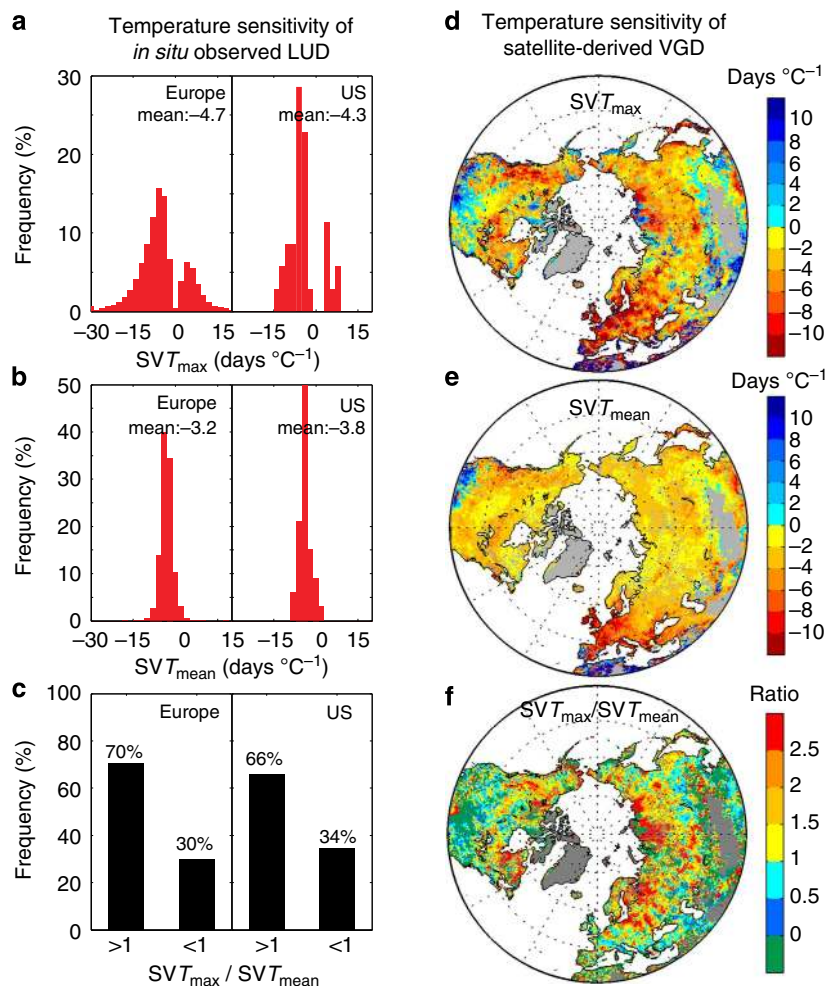 a
Temperature sensitivity of
in situ observed LUD
Europe
mean:–4.7
US
mean:–4.3
Frequency (%)
30
20
10
0
–30 –15 0 15 –15 0 15
SVTmax (days °C–1)
b
Europe
mean:–3.2
US
mean:–3.8
Frequency (%)
50
40
30
20
10
0
–30 –15 0 15 –15 0 15
SVTmean (days °C–1)
c
Europe
US
Frequency (%)
100
80
60
40
20
0
70%
30%
66%
34%
>1 <1 >1 <1
SVTmax / SVTmean
d
Temperature sensitivity of
satellite-derived VGD
Days °C–1
SVTmax
10
8
6
4
2
0
–2
–4
–6
–8
–10
e
Days °C–1
SVTmean
10
8
6
4
2
0
–2
–4
–6
–8
–10
f
Ratio
SVTmax/SVTmean
2.5
2
1.5
1
0.5
0